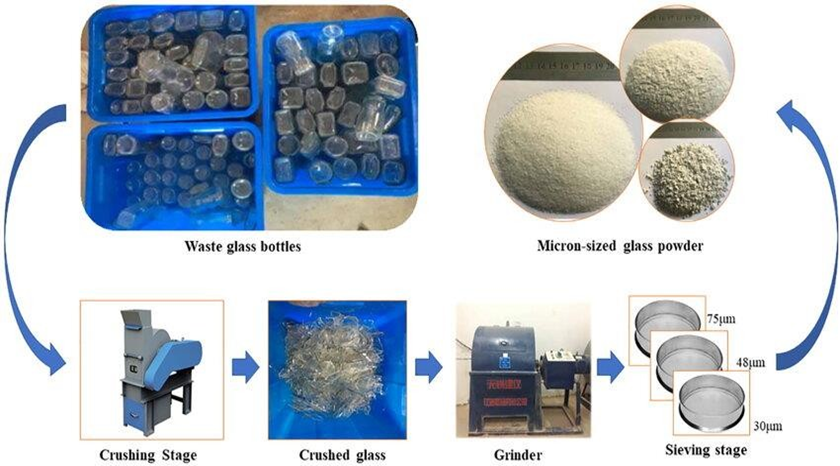 Waste glass bottles
Micron-sized glass powder
75μm
48μm
30μm
Crushing Stage
Crushed glass
Grinder
Sieving stage